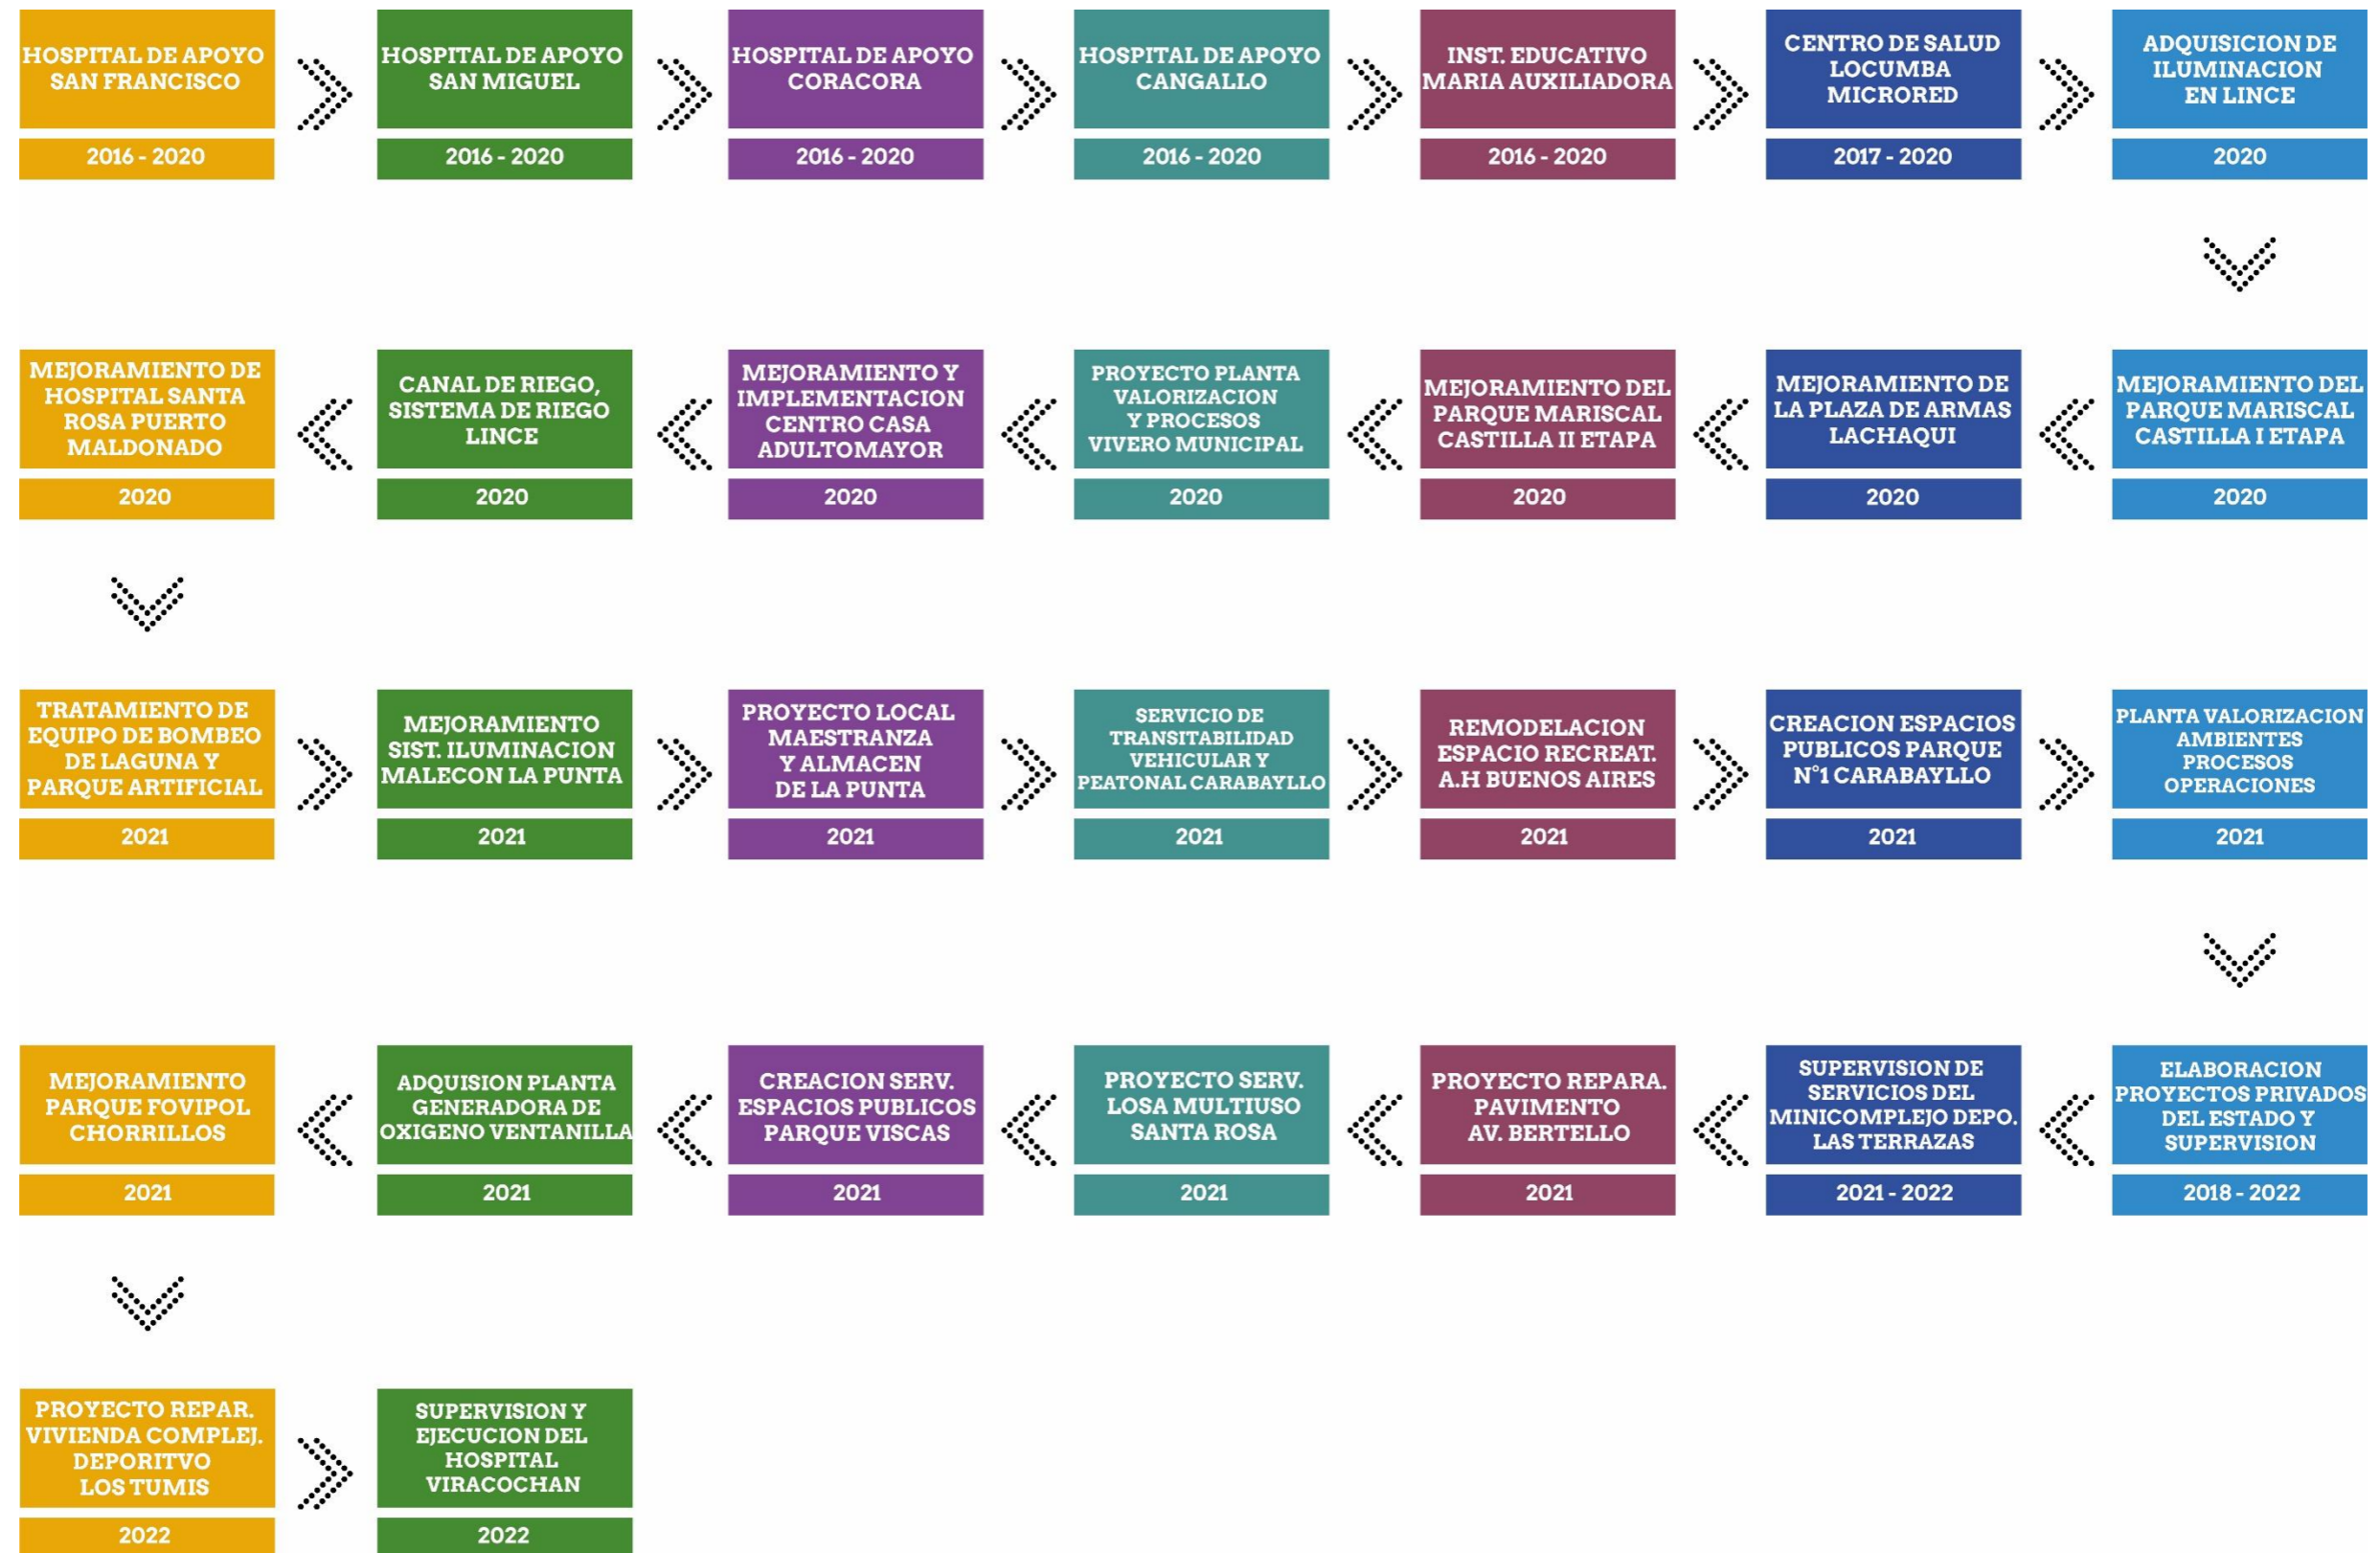 HOSPITAL DE APOYO
SAN FRANCISCO
2016 - 2020
HOSPITAL DE APOYO
SAN MIGUEL
2016 - 2020
HOSPITAL DE APOYO
CORACORA
2016 - 2020
HOSPITAL DE APOYO
CANGALLO
2016 - 2020
INST. EDUCATIVO
MARIA AUXILIADORA
2016 - 2020
CENTRO DE SALUD
LOCUMBA
MICRORED
2017 - 2020
ADQUISICION DE
ILUMINACION
EN LINCE
2020
MEJORAMIENTO DEL
PARQUE MARISCAL
CASTILLA I ETAPA
2020
MEJORAMIENTO DE
LA PLAZA DE ARMAS
LACHAQUI
2020
MEJORAMIENTO DEL
PARQUE MARISCAL
CASTILLA II ETAPA
2020
PROYECTO PLANTA
VALORIZACION
Y PROCESOS
VIVERO MUNICIPAL
2020
MEJORAMIENTO Y
IMPLEMENTACION
CENTRO CASA
ADULTOMAYOR
2020
CANAL DE RIEGO,
SISTEMA DE RIEGO
LINCE
2020
MEJORAMIENTO DE
HOSPITAL SANTA
ROSA PUERTO
MALDONADO
2020
TRATAMIENTO DE
EQUIPO DE BOMBEO
DE LAGUNA Y
PARQUE ARTIFICIAL
2021
MEJORAMIENTO
SIST. ILUMINACION
MALECON LA PUNTA
2021
PROYECTO LOCAL
MAESTRANZA
Y ALMACEN
DE LA PUNTA
2021
SERVICIO DE
TRANSITABILIDAD
VEHICULAR Y
PEATONAL CARABAYLLO
2021
REMODELACION
ESPACIO RECREAT.
A.H BUENOS AIRES
2021
CREACION ESPACIOS
PUBLICOS PARQUE
N°1 CARABAYLLO
2021
PLANTA VALORIZACION
AMBIENTES
PROCESOS
OPERACIONES
2021
ELABORACION
PROYECTOS PRIVADOS
DEL ESTADO Y
SUPERVISION
2018 - 2022
SUPERVISION DE
SERVICIOS DEL
MINICOMPLEJO DEPO.
LAS TERRAZAS
2021 - 2022
PROYECTO REPARA.
PAVIMENTO
AV. BERTELLO
2021
PROYECTO SERV.
LOSA MULTIUSO
SANTA ROSA
2021
CREACION SERV.
ESPACIOS PUBLICOS
PARQUE VISCAS
2021
ADQUISION PLANTA
GENERADORA DE
OXIGENO VENTANILLA
2021
MEJORAMIENTO
PARQUE FOVIPOL
CHORRILLOS
2021
PROYECTO REPAR.
VIVIENDA COMPLEJ.
DEPORITVO
LOS TUMIS
2022
SUPERVISION Y
EJECUCION DEL
HOSPITAL
VIRACOCHAN
2022